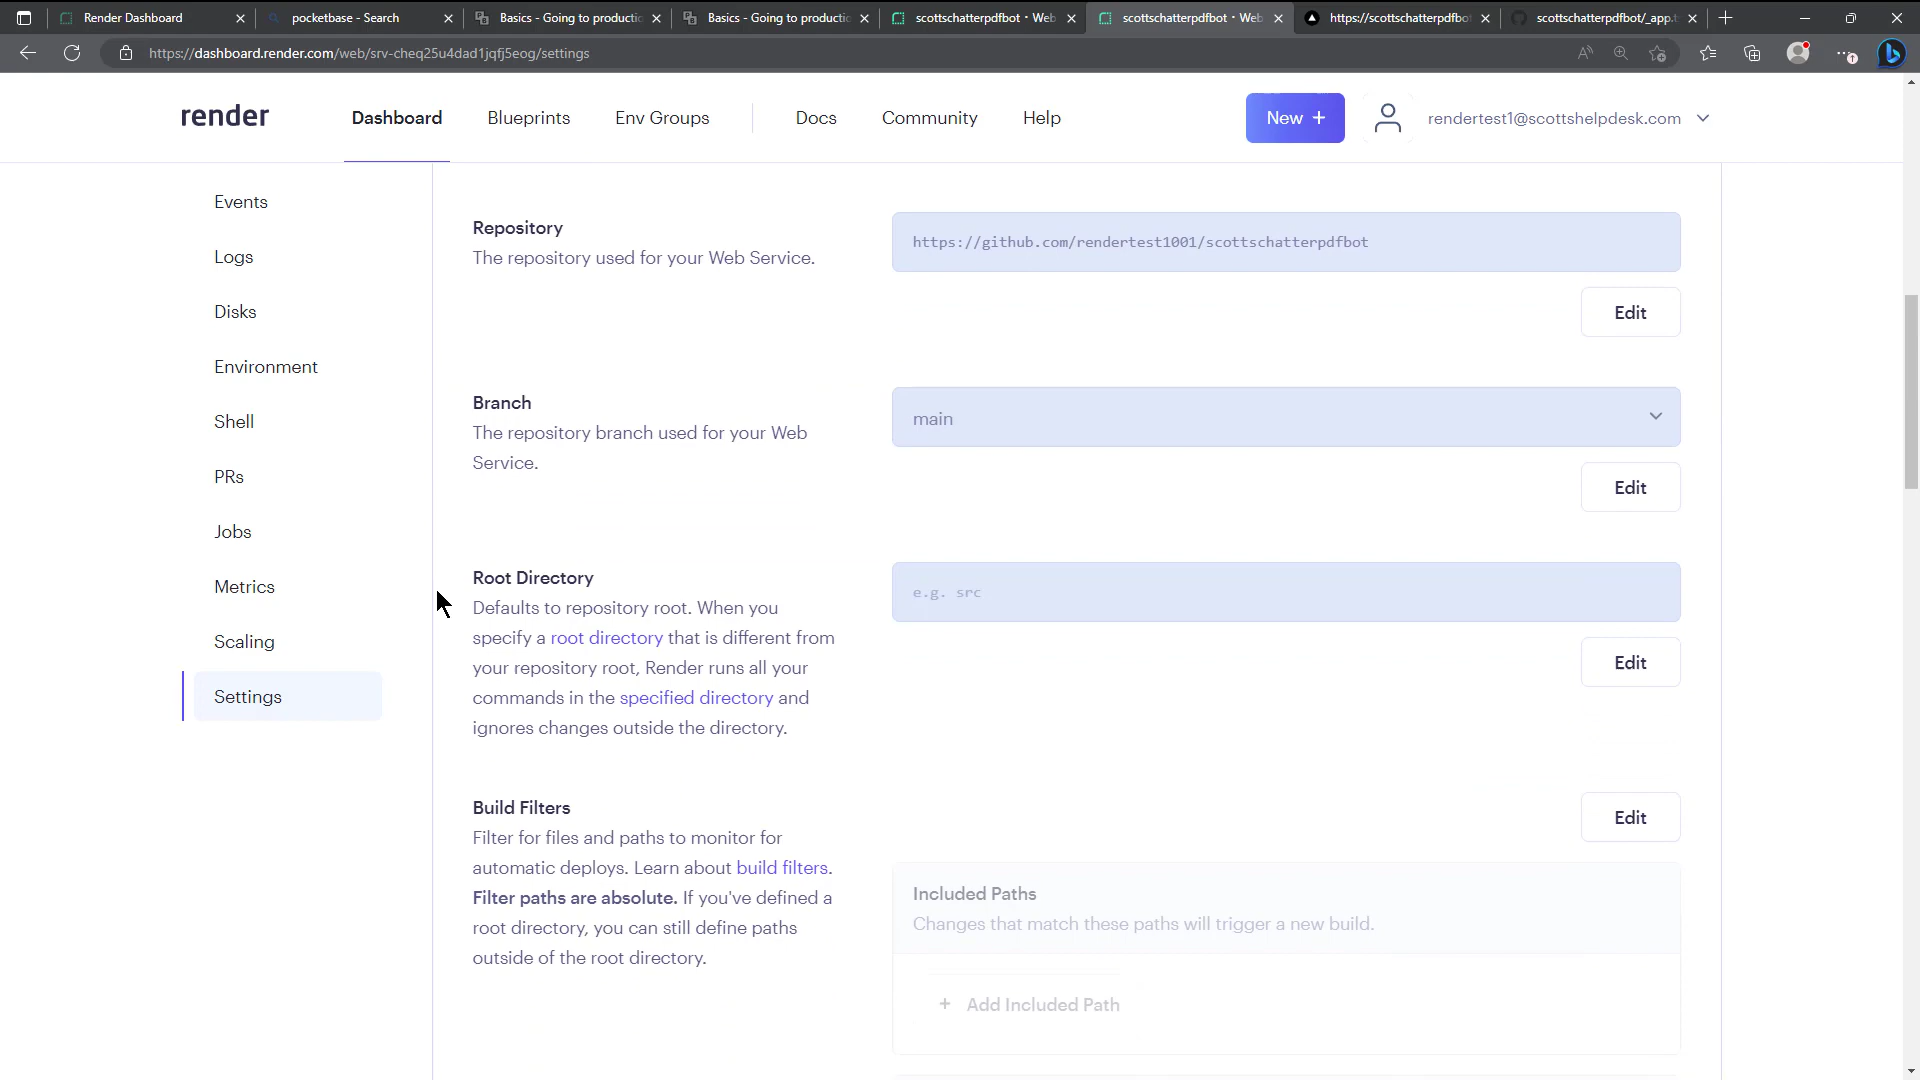 Render Dashboard
pocketbase - Search
Basics - Going to productio
Basics - Going to productio
scottschatterpdfbot · Web
scottschatterpdfbot · Web
https://scottschatterpdfbot
scottschatterpdfbot/_app.t
https://dashboard.render.com/web/srv-cheq25u4dad1jqfj5eog/settings
render
Dashboard
Blueprints
Env Groups
Docs
Community
Help
New +
rendertest1@scottshelpdesk.com
Events
Logs
Disks
Environment
Shell
PRs
Jobs
Metrics
Scaling
Settings
Repository
The repository used for your Web Service.
https://github.com/rendertest1001/scottschatterpdfbot
Edit
Branch
The repository branch used for your Web
Service.
main
Edit
Root Directory
Defaults to repository root. When you
specify a root directory that is different from
your repository root, Render runs all your
commands in the specified directory and
ignores changes outside the directory.
e.g. src
Edit
Build Filters
Filter for files and paths to monitor for
automatic deploys. Learn about build filters.
Filter paths are absolute. If you've defined a
root directory, you can still define paths
outside of the root directory.
Edit
Included Paths
Changes that match these paths will trigger a new build.
+ Add Included Path